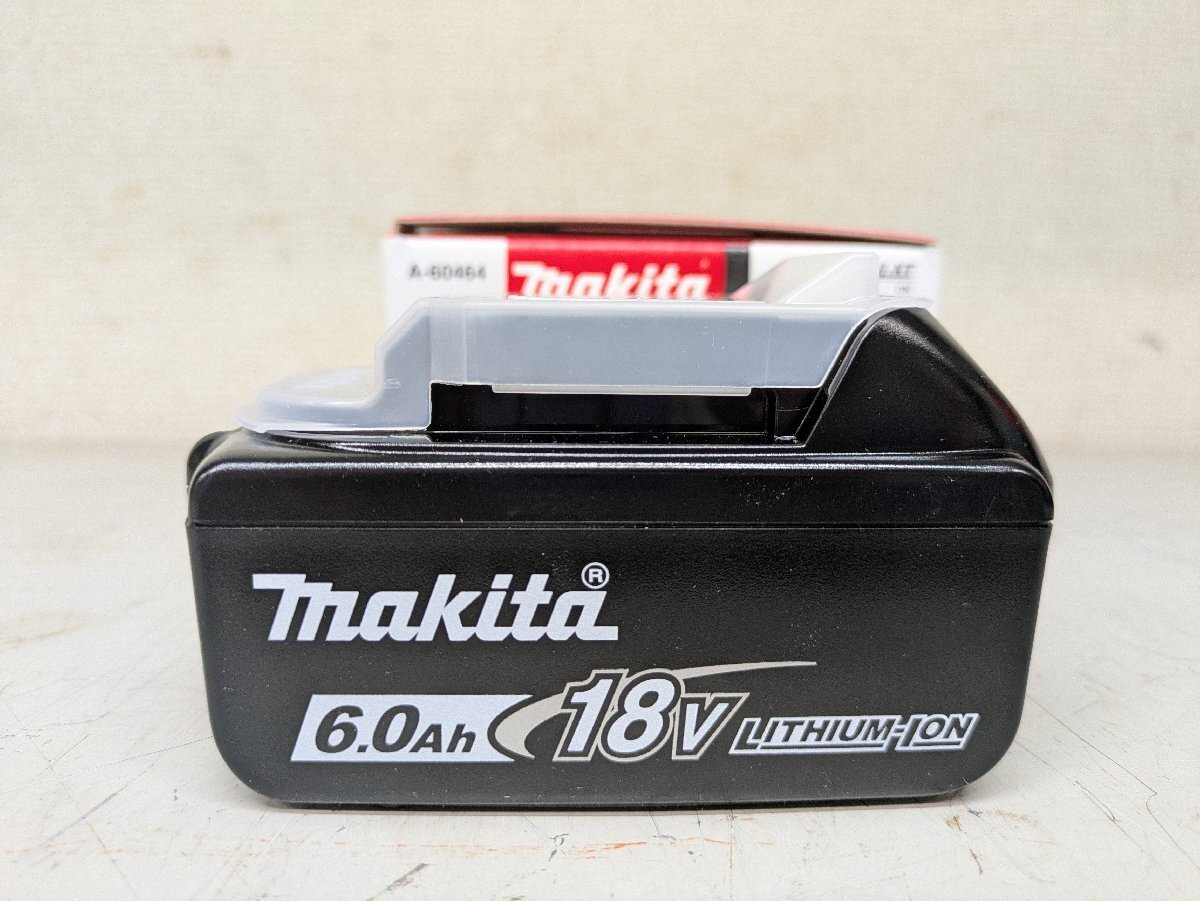 A-60464
makita
makita®
6.0Ah 18V LITHIUM-ION